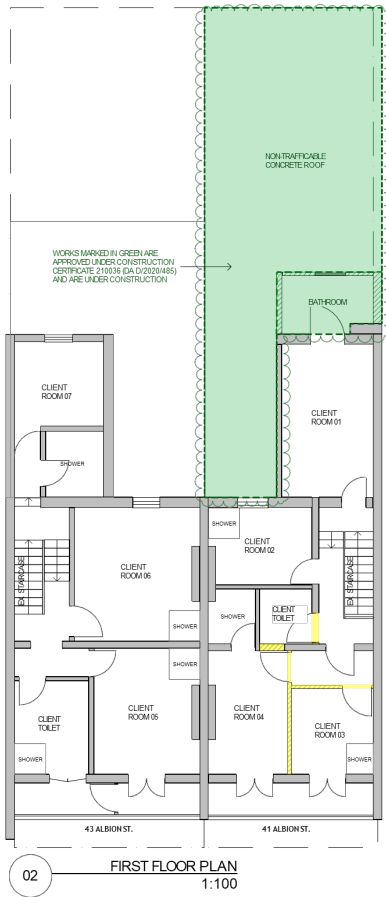 NON-TRAFFICABLE
CONCRETE ROOF
WORKS MARKED IN GREEN ARE
APPROVED UNDER CONSTRUCTION
CERTIFICATE 210036 (DA D/2020/485)
AND ARE UNDER CONSTRUCTION
BATHROOM
CLIENT
ROOM 07
CLIENT
ROOM 01
SHOWER
SHOWER
CLIENT
ROOM 02
EX. STAIRCASE
CLIENT
ROOM 06
EX. STAIRCASE
SHOWER
SHOWER
CLIENT
TOILET
SHOWER
CLIENT
TOILET
CLIENT
ROOM 05
CLIENT
ROOM 04
CLIENT
ROOM 03
SHOWER
SHOWER
43 ALBION ST.
41 ALBION ST.
02
FIRST FLOOR PLAN
1:100